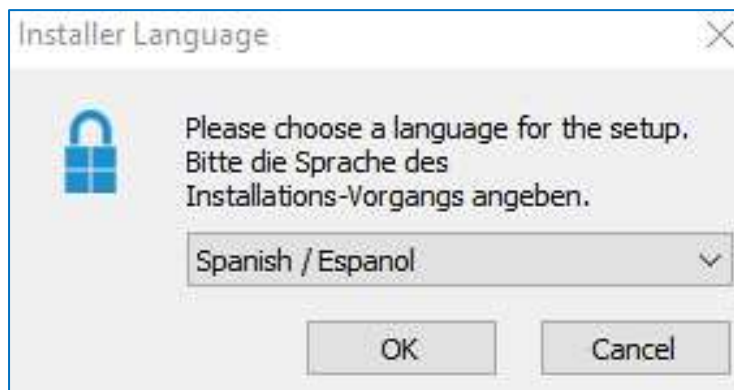 Installer Language
Please choose a language for the setup.
Bitte die Sprache des
Installations-Vorgangs angeben.
Spanish / Espanol
OK Cancel